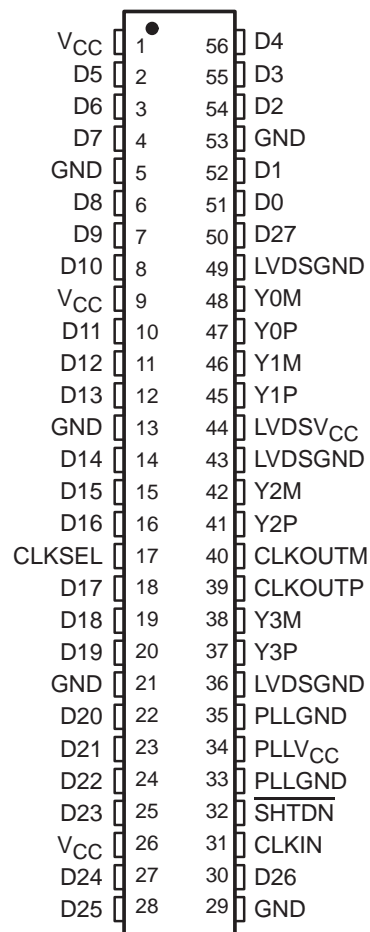 VCC 1 56 D4
D5 2 55 D3
D6 3 54 D2
D7 4 53 GND
GND 5 52 D1
D8 6 51 D0
D9 7 50 D27
D10 8 49 LVDSGND
VCC 9 48 Y0M
D11 10 47 Y0P
D12 11 46 Y1M
D13 12 45 Y1P
GND 13 44 LVDSVCC
D14 14 43 LVDSGND
D15 15 42 Y2M
D16 16 41 Y2P
CLKSEL 17 40 CLKOUTM
D17 18 39 CLKOUTP
D18 19 38 Y3M
D19 20 37 Y3P
GND 21 36 LVDSGND
D20 22 35 PLLGND
D21 23 34 PLLVCC
D22 24 33 PLLGND
D23 25 32 SHTDN
VCC 26 31 CLKIN
D24 27 30 D26
D25 28 29 GND